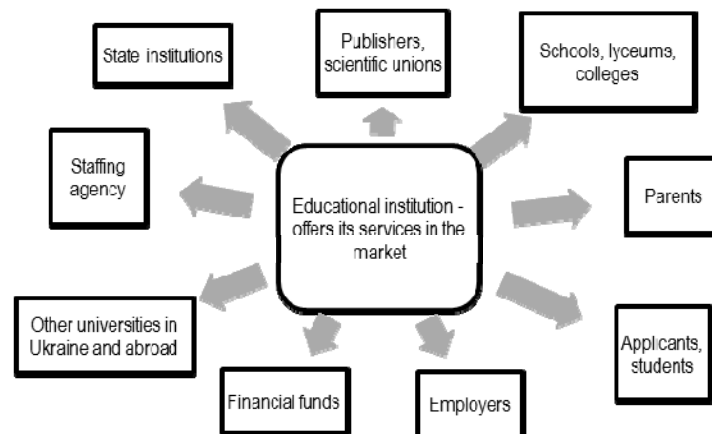 State institutions
Publishers,
scientific unions
Schools, lyceums,
colleges
Staffing
agency
Educational institution -
offers its services in the
market
Parents
Other universities in
Ukraine and abroad
Applicants,
students
Financial funds
Employers